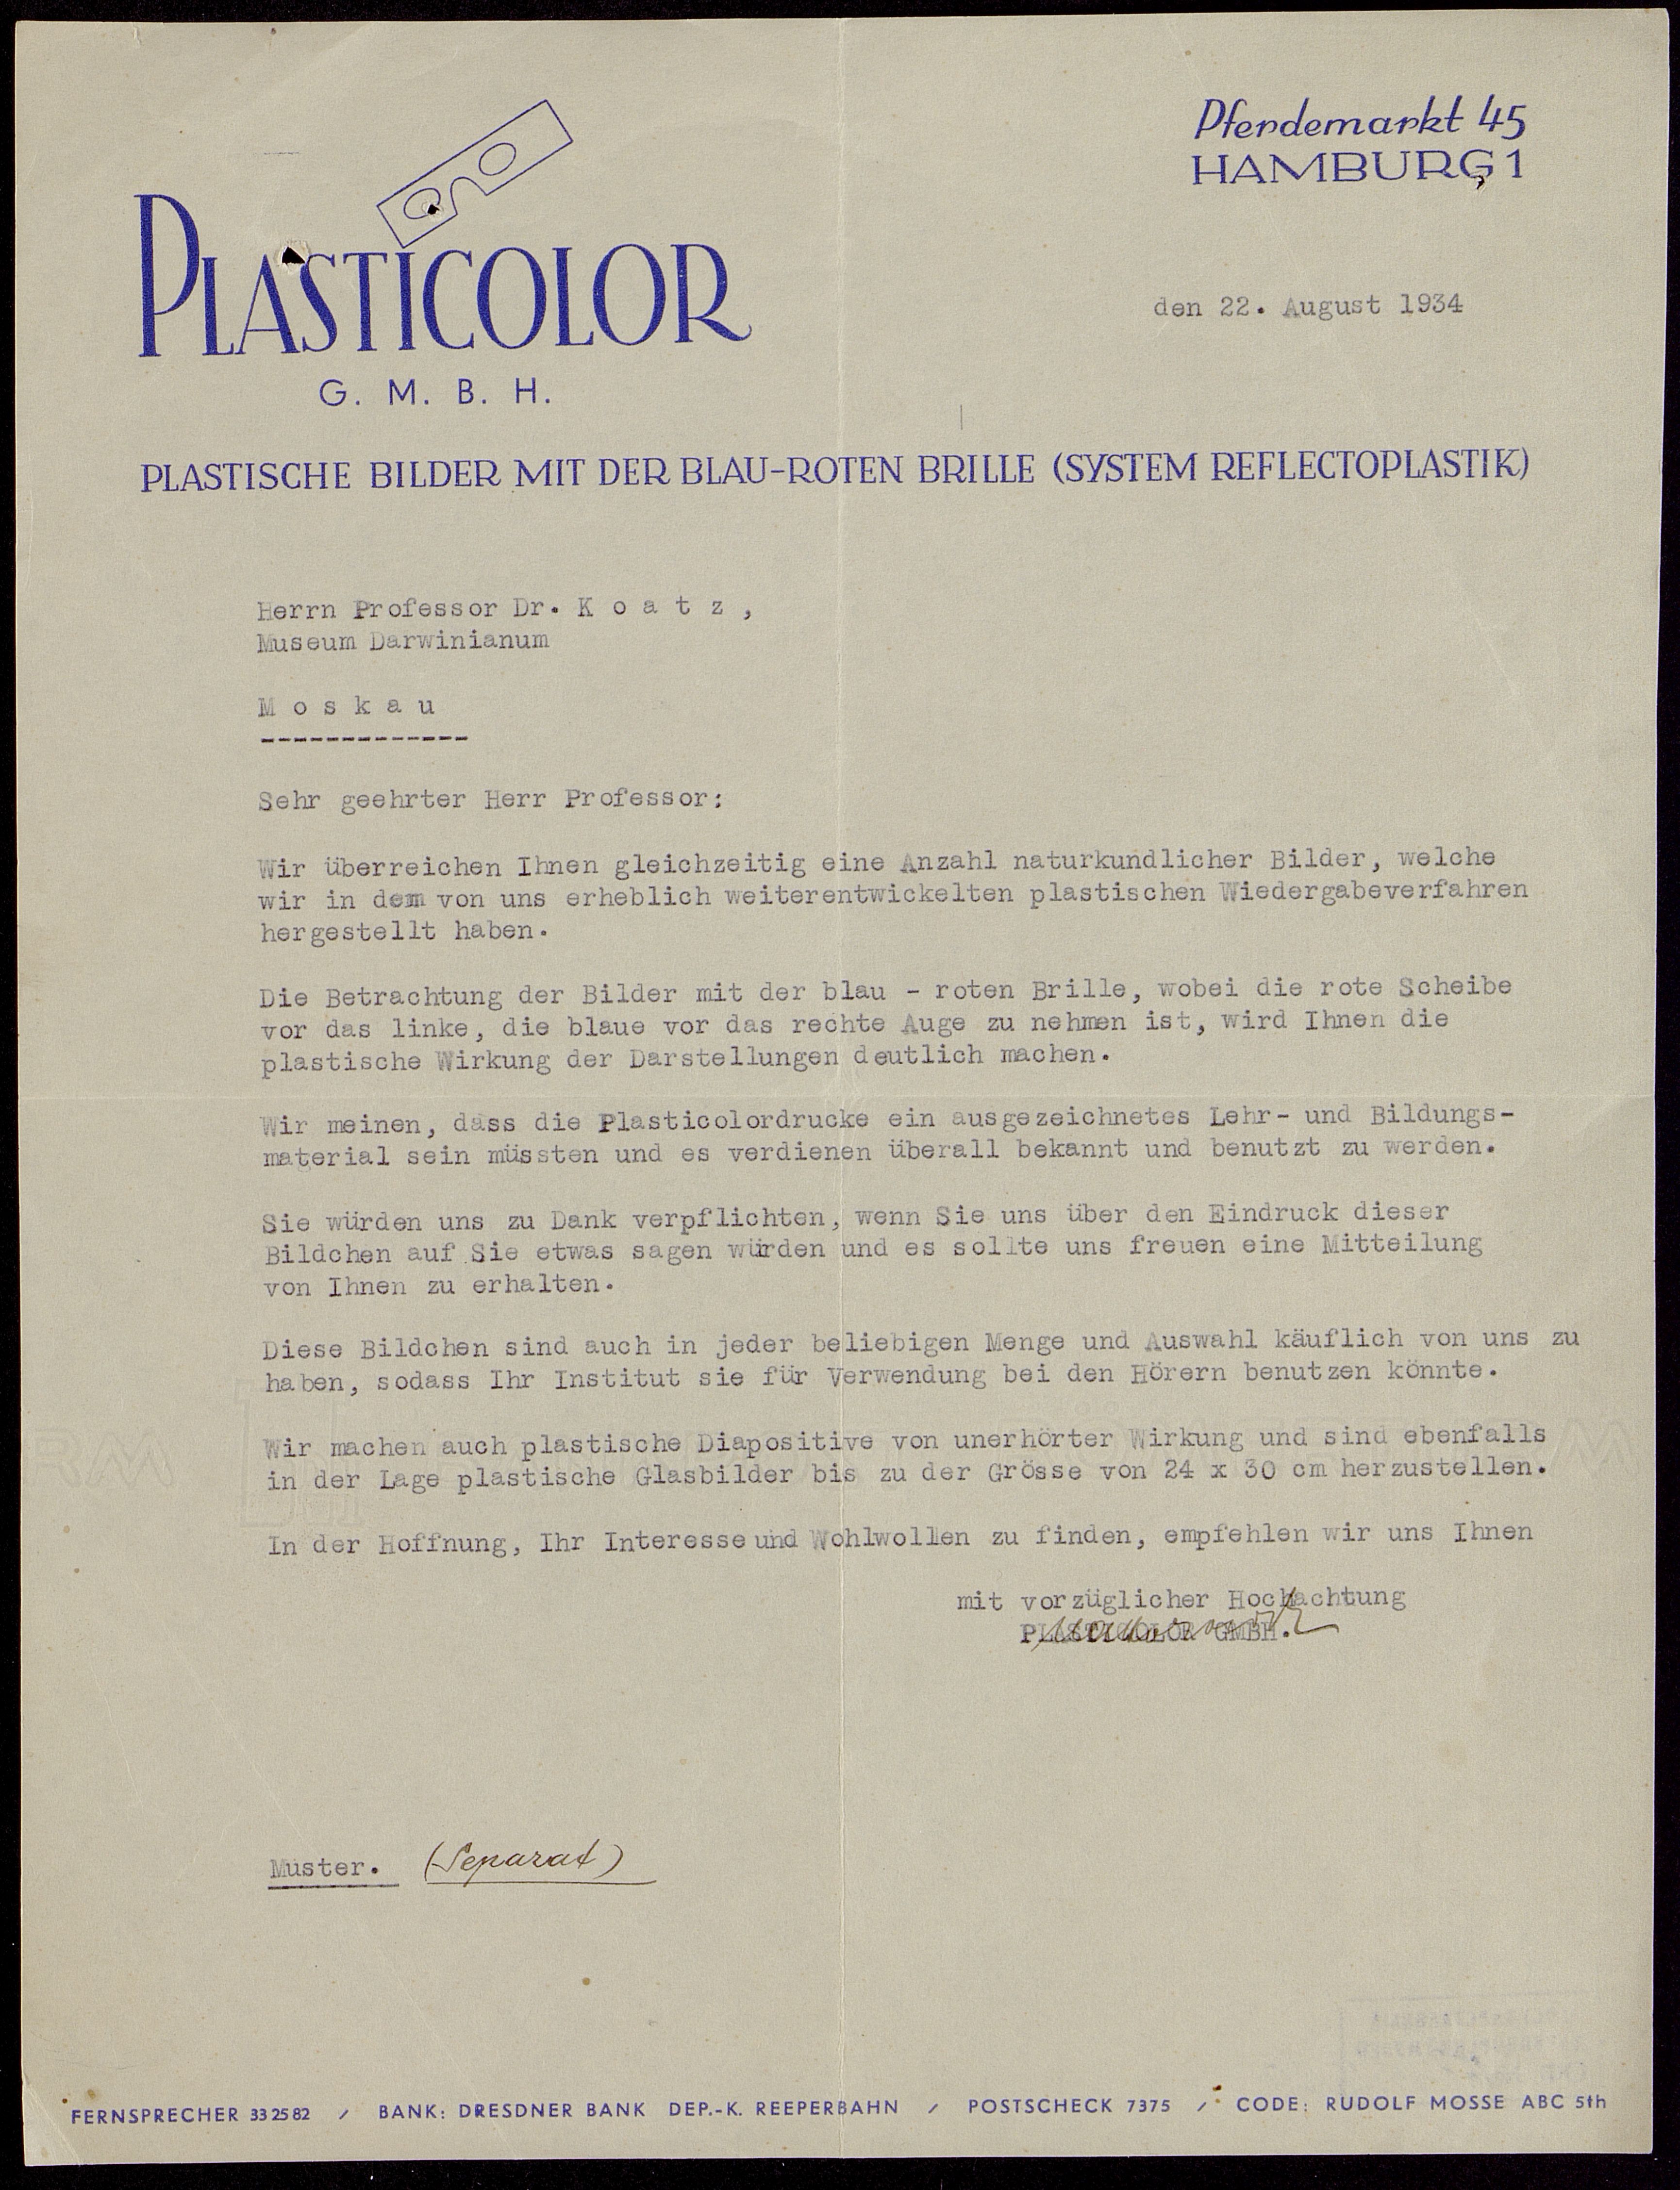 Pferdemarkt 45
HAMBURG 1
PLASTICOLOR
G. M. B. H.
den 22. August 1934
PLASTISCHE BILDER MIT DER BLAU-ROTEN BRILLE (SYSTEM REFLECTOPLASTIK)
Herrn Professor Dr. K o a t z ,
Museum Darwinianum
M o s k a u
-------------
Sehr geehrter Herr Professor:
Wir überreichen Ihnen gleichzeitig eine Anzahl naturkundlicher Bilder, welche
wir in dem von uns erheblich weiterentwickelten plastischen Wiedergabeverfahren
hergestellt haben.
Die Betrachtung der Bilder mit der blau - roten Brille, wobei die rote Scheibe
vor das linke, die blaue vor das rechte Auge zu nehmen ist, wird Ihnen die
plastische Wirkung der Darstellungen deutlich machen.
Wir meinen, dass die Plasticolordrucke ein ausgezeichnetes Lehr- und Bildungs-
material sein müssten und es verdienen überall bekannt und benutzt zu werden.
Sie würden uns zu Dank verpflichten, wenn Sie uns über den Eindruck dieser
Bildchen auf Sie etwas sagen würden und es sollte uns freuen eine Mitteilung
von Ihnen zu erhalten.
Diese Bildchen sind auch in jeder beliebigen Menge und Auswahl käuflich von uns zu
haben, sodass Ihr Institut sie für Verwendung bei den Hörern benutzen könnte.
Wir machen auch plastische Diapositive von unerhörter Wirkung und sind ebenfalls
in der Lage plastische Glasbilder bis zu der Grösse von 24 x 30 cm herzustellen.
In der Hoffnung, Ihr Interesse und Wohlwollen zu finden, empfehlen wir uns Ihnen
mit vorzüglicher Hochachtung
PLASTICOLOR GMBH.
Muster. (Separat)
FERNSPRECHER 332582 / BANK: DRESDNER BANK DEP.-K. REEPERBAHN / POSTSCHECK 7375 / CODE: RUDOLF MOSSE ABC 5th